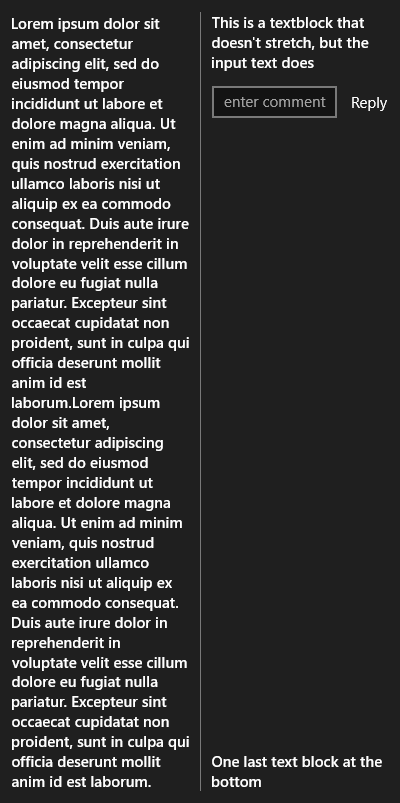 Lorem ipsum dolor sit
amet, consectetur
adipiscing elit, sed do
eiusmod tempor
incididunt ut labore et
dolore magna aliqua. Ut
enim ad minim veniam,
quis nostrud exercitation
ullamco laboris nisi ut
aliquip ex ea commodo
consequat. Duis aute irure
dolor in reprehenderit in
voluptate velit esse cillum
dolore eu fugiat nulla
pariatur. Excepteur sint
occaecat cupidatat non
proident, sunt in culpa qui
officia deserunt mollit
anim id est
laborum.Lorem ipsum
dolor sit amet,
consectetur adipiscing
elit, sed do eiusmod
tempor incididunt ut
labore et dolore magna
aliqua. Ut enim ad minim
veniam, quis nostrud
exercitation ullamco
laboris nisi ut aliquip ex
ea commodo consequat.
Duis aute irure dolor in
reprehenderit in
voluptate velit esse cillum
dolore eu fugiat nulla
pariatur. Excepteur sint
occaecat cupidatat non
proident, sunt in culpa qui
officia deserunt mollit
anim id est laborum.
This is a textblock that
doesn't stretch, but the
input text does
enter comment Reply
One last text block at the
bottom